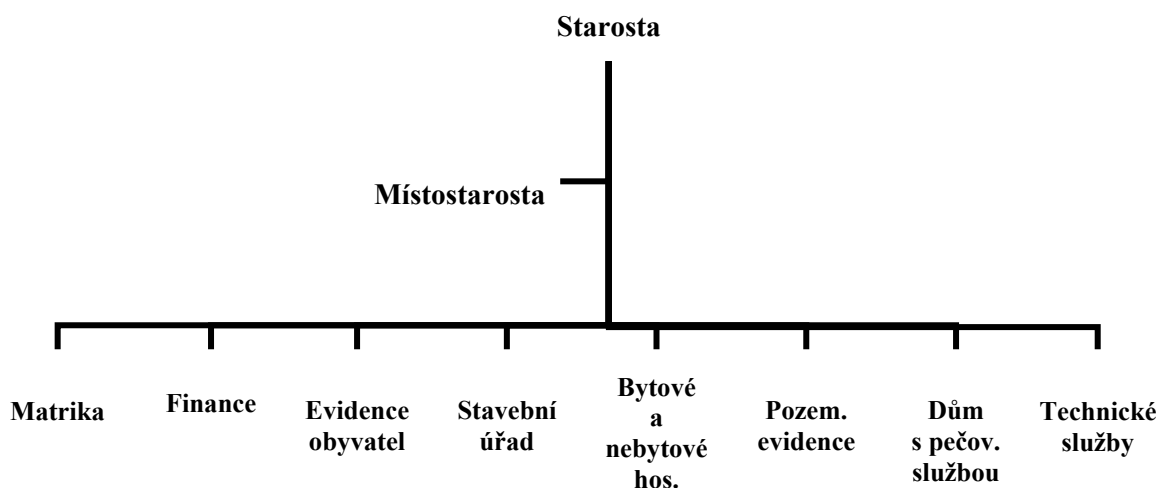 Starosta
Místostarosta
Matrika
Finance
Evidence
obyvatel
Stavební
úřad
Bytové
a
nebytové
hos.
Pozem.
evidence
Dům
s pečov.
službou
Technické
služby